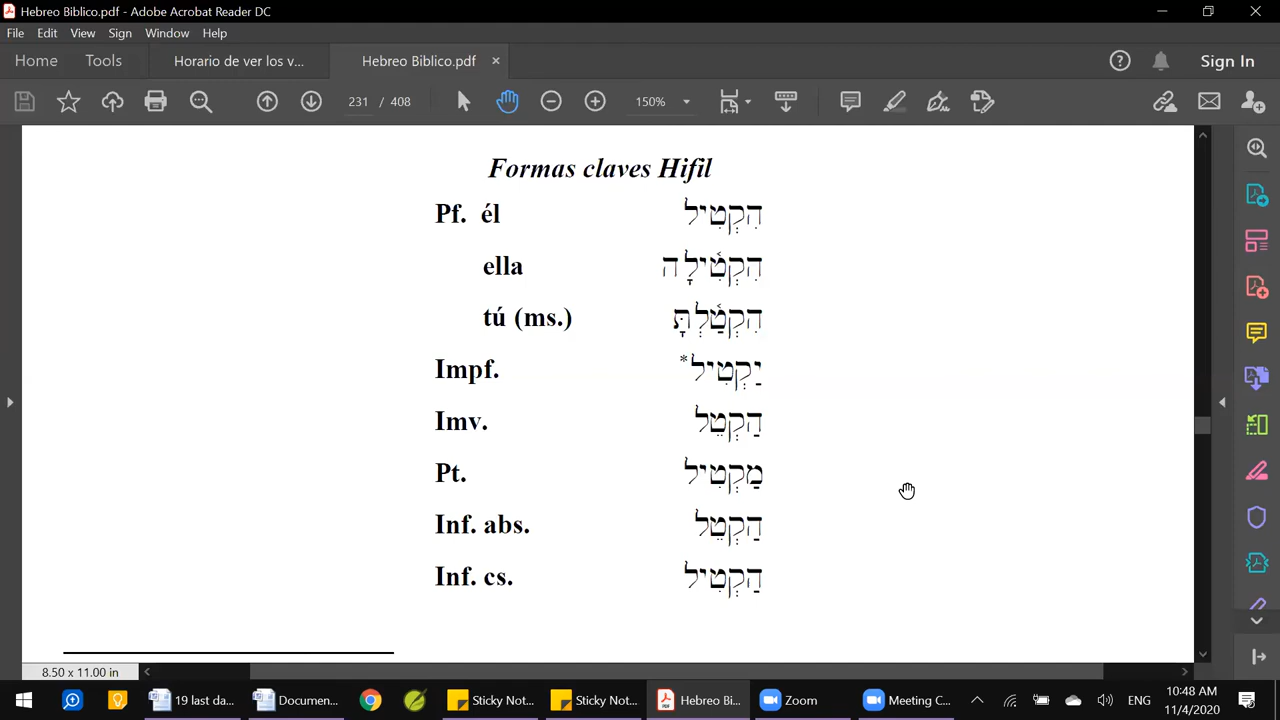 Hebreo Biblico.pdf - Adobe Acrobat Reader DC
File Edit View Sign Window Help
Home Tools Horario de ver los v... Hebreo Biblico.pdf × Sign In
231 / 408 150%
Formas claves Hifil
Pf. él הִקְטִיל
ella הִקְטִ֫ילָה
tú (ms.) הִקְטַ֫לְתָּ
Impf. יַקְטִיל*
Imv. הַקְטֵל
Pt. מַקְטִיל
Inf. abs. הַקְטֵל
Inf. cs. הַקְטִיל
8.50 x 11.00 in
19 last da... Documen... Sticky Not... Sticky Not... Hebreo Bi... Zoom Meeting C... ENG 10:48 AM
11/4/2020